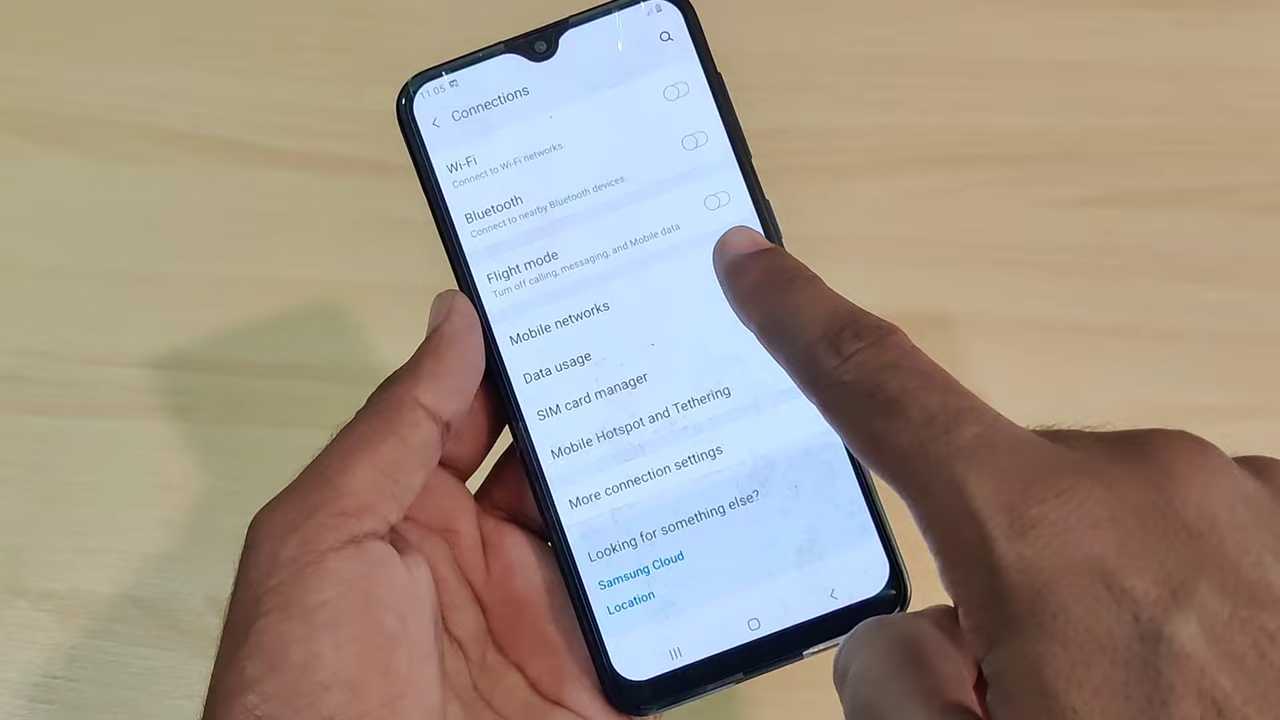 11:05
Connections
Wi-Fi
Connect to Wi-Fi networks.
Bluetooth
Connect to nearby Bluetooth devices.
Flight mode
Turn off calling, messaging, and Mobile data
Mobile networks
Data usage
SIM card manager
Mobile Hotspot and Tethering
More connection settings
Looking for something else?
Samsung Cloud
Location